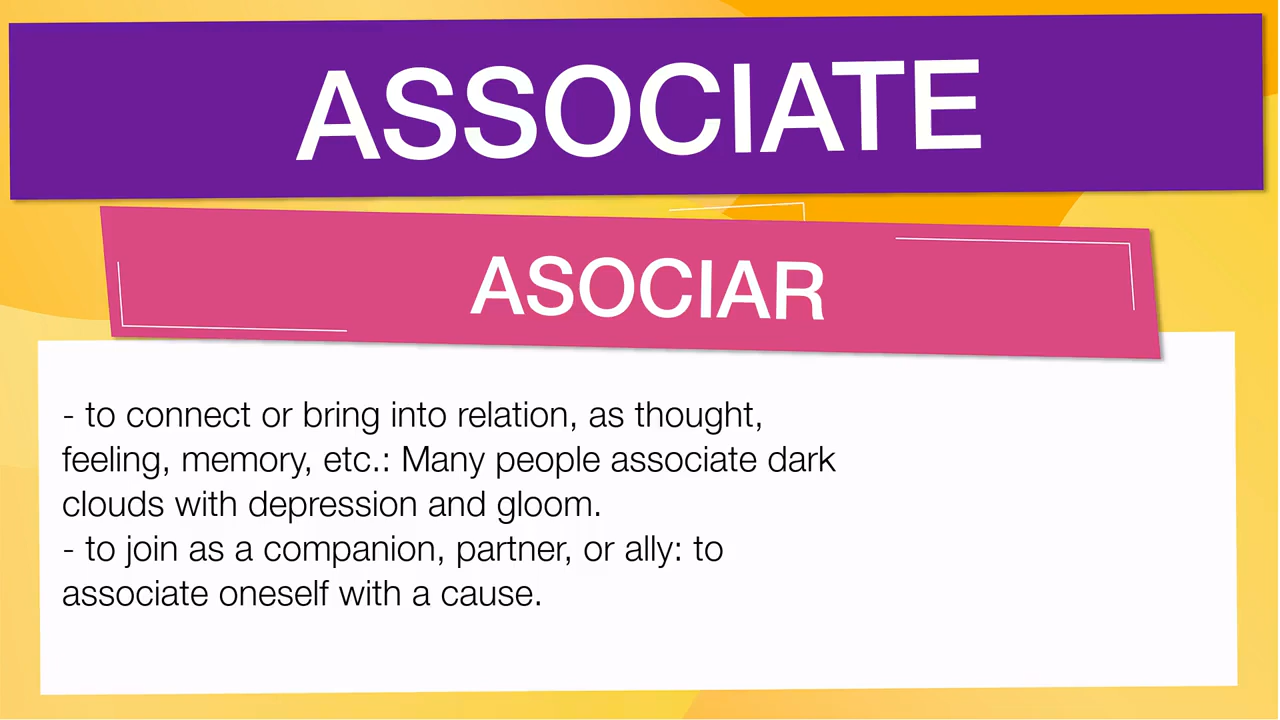 ASSOCIATE
ASOCIAR
- to connect or bring into relation, as thought,
feeling, memory, etc.: Many people associate dark
clouds with depression and gloom.
- to join as a companion, partner, or ally: to
associate oneself with a cause.